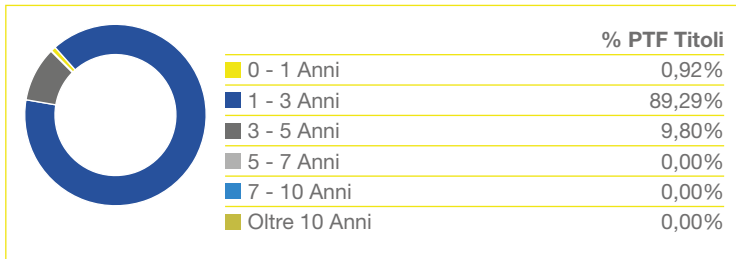 % PTF Titoli
0 - 1 Anni 0,92%
1 - 3 Anni 89,29%
3 - 5 Anni 9,80%
5 - 7 Anni 0,00%
7 - 10 Anni 0,00%
Oltre 10 Anni 0,00%